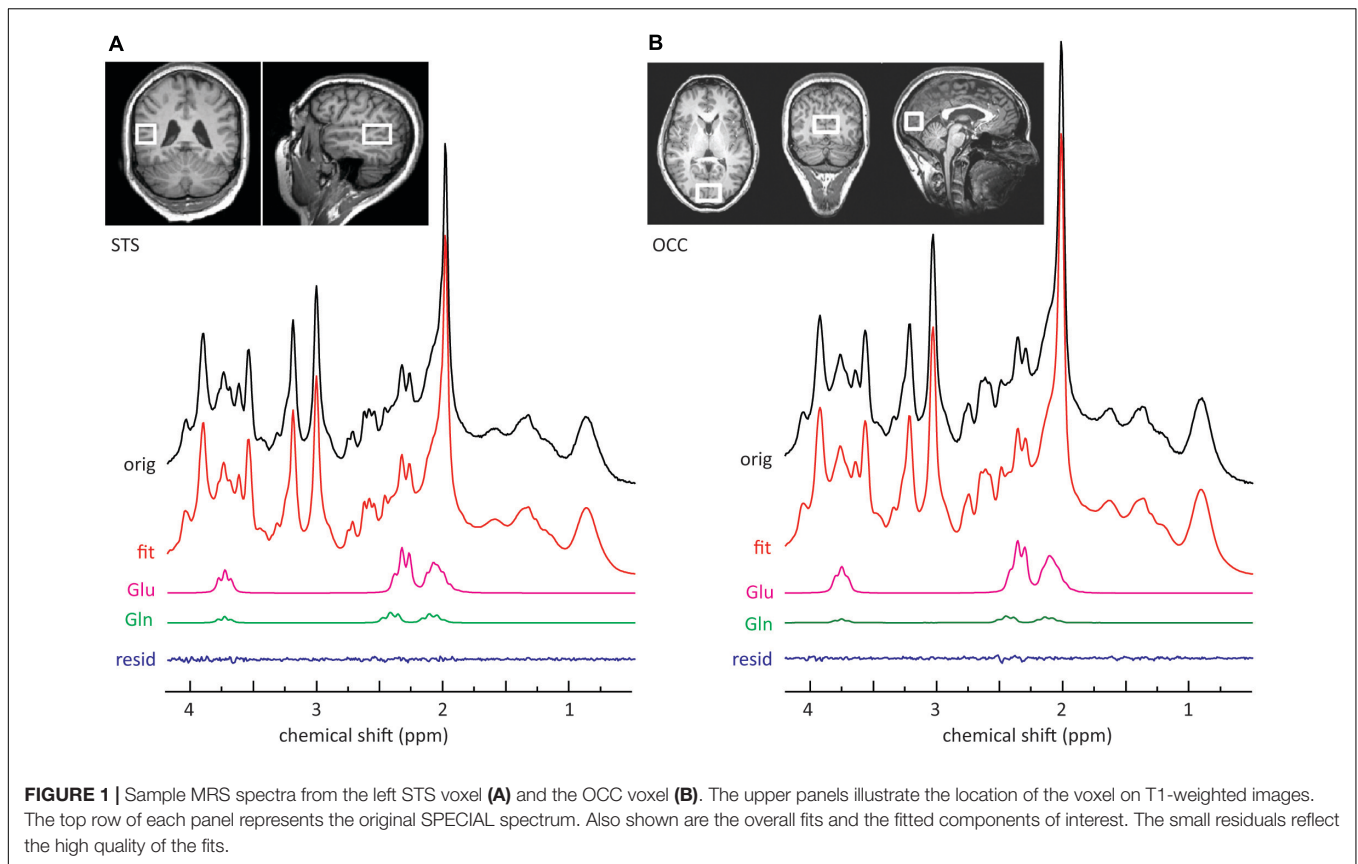 A
B
STS
OCC
orig
fit
Glu
Gln
resid
4 3 2 1
chemical shift (ppm)
orig
fit
Glu
Gln
resid
4 3 2 1
chemical shift (ppm)
FIGURE 1 | Sample MRS spectra from the left STS voxel (A) and the OCC voxel (B). The upper panels illustrate the location of the voxel on T1-weighted images.
The top row of each panel represents the original SPECIAL spectrum. Also shown are the overall fits and the fitted components of interest. The small residuals reflect
the high quality of the fits.